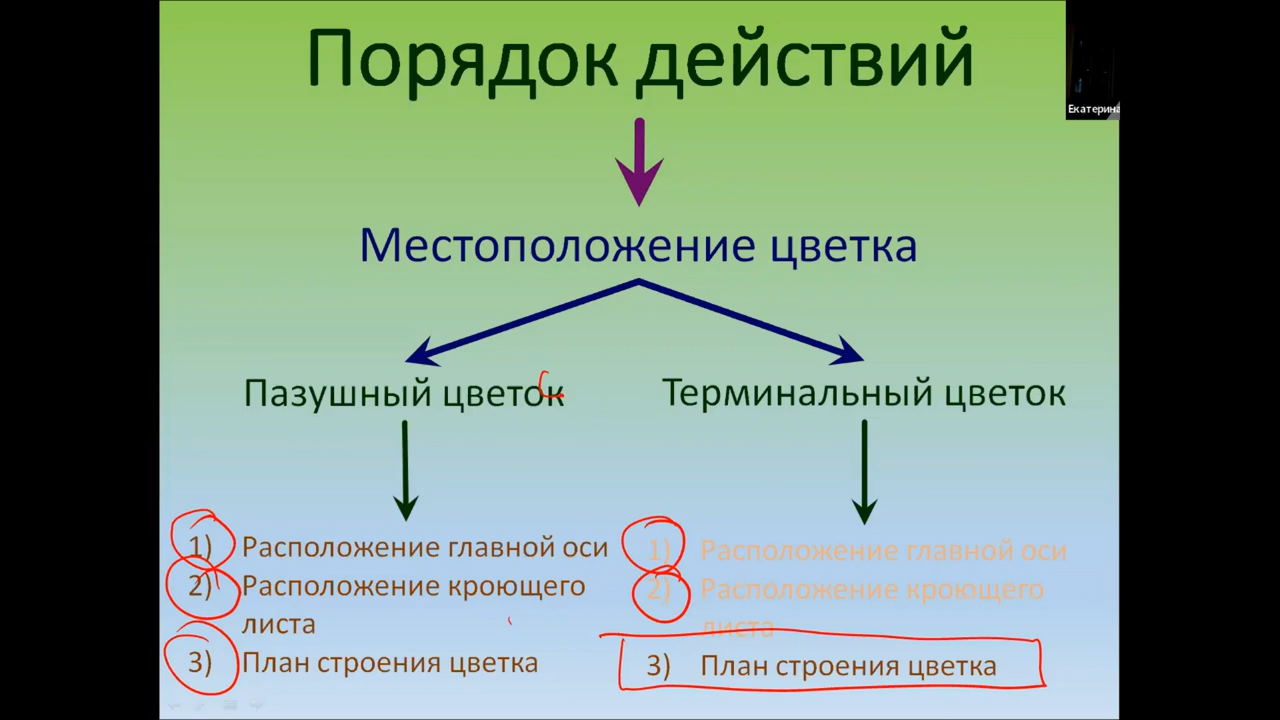 Порядок действий
Екатерина
Местоположение цветка
Пазушный цветок
Терминальный цветок
1) Расположение главной оси
2) Расположение кроющего
листа
3) План строения цветка
1) Расположение главной оси
2) Расположение кроющего
листа
3) План строения цветка